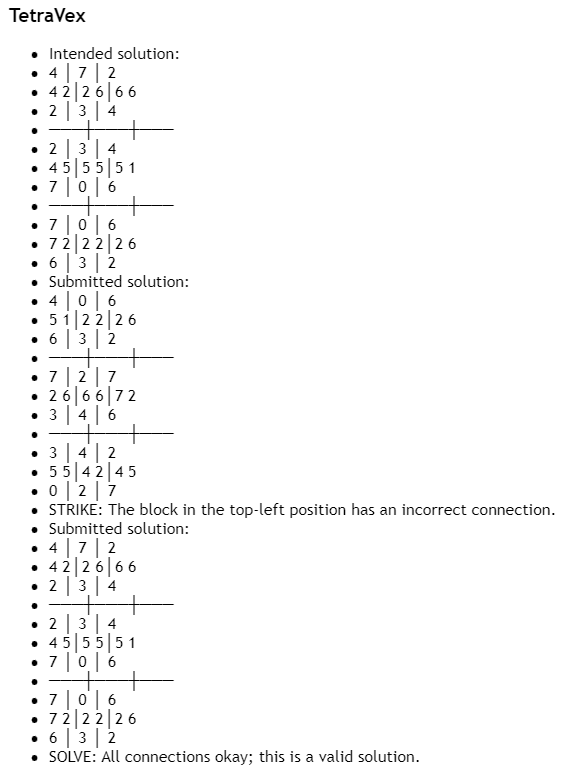 TetraVex
• Intended solution:
• 4 │ 7 │ 2
• 4 2│2 6│6 6
• 2 │ 3 │ 4
• ───┼───┼───
• 2 │ 3 │ 4
• 4 5│5 5│5 1
• 7 │ 0 │ 6
• ───┼───┼───
• 7 │ 0 │ 6
• 7 2│2 2│2 6
• 6 │ 3 │ 2
• Submitted solution:
• 4 │ 0 │ 6
• 5 1│2 2│2 6
• 6 │ 3 │ 2
• ───┼───┼───
• 7 │ 2 │ 7
• 2 6│6 6│7 2
• 3 │ 4 │ 6
• ───┼───┼───
• 3 │ 4 │ 2
• 5 5│4 2│4 5
• 0 │ 2 │ 7
• STRIKE: The block in the top-left position has an incorrect connection.
• Submitted solution:
• 4 │ 7 │ 2
• 4 2│2 6│6 6
• 2 │ 3 │ 4
• ───┼───┼───
• 2 │ 3 │ 4
• 4 5│5 5│5 1
• 7 │ 0 │ 6
• ───┼───┼───
• 7 │ 0 │ 6
• 7 2│2 2│2 6
• 6 │ 3 │ 2
• SOLVE: All connections okay; this is a valid solution.